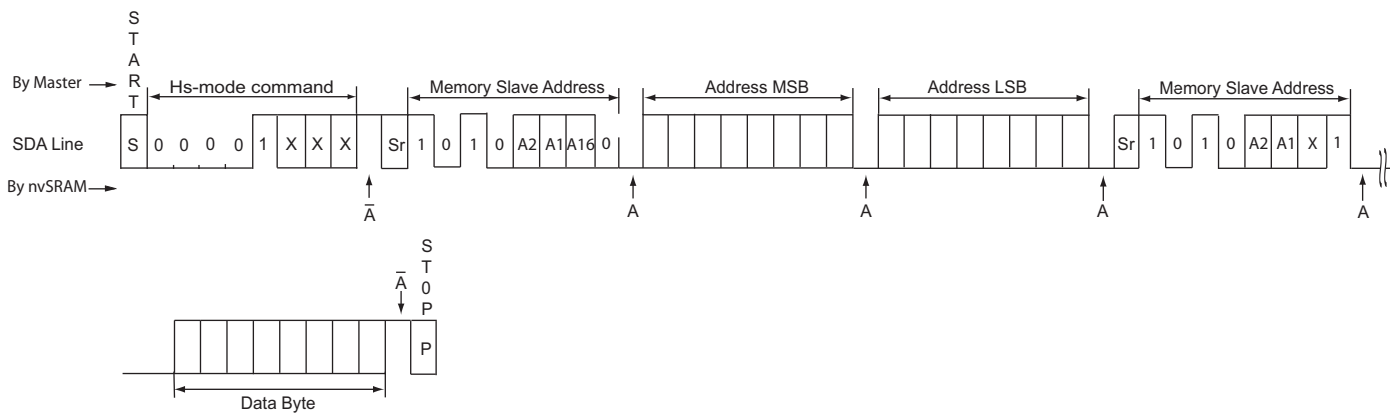 START
By Master
Hs-mode command
Memory Slave Address
Address MSB
Address LSB
Memory Slave Address
SDA Line
S 0 0 0 0 1 X X X Sr 1 0 1 0 A2 A1 A16 0 Sr 1 0 1 0 A2 A1 X 1
By nvSRAM
A̅ A A A A
A̅
ST0P
P
Data Byte